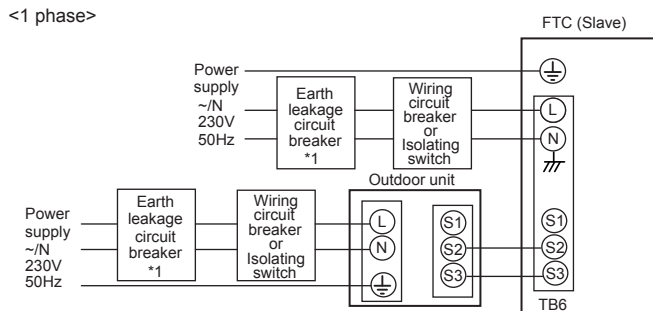 <1 phase>
FTC (Slave)
Power
supply
~/N
230V
50Hz
Earth
leakage
circuit
breaker
*1
Wiring
circuit
breaker
or
Isolating
switch
L
N
Outdoor unit
Power
supply
~/N
230V
50Hz
Earth
leakage
circuit
breaker
*1
Wiring
circuit
breaker
or
Isolating
switch
L
N
S1
S2
S3
S1
S2
S3
TB6